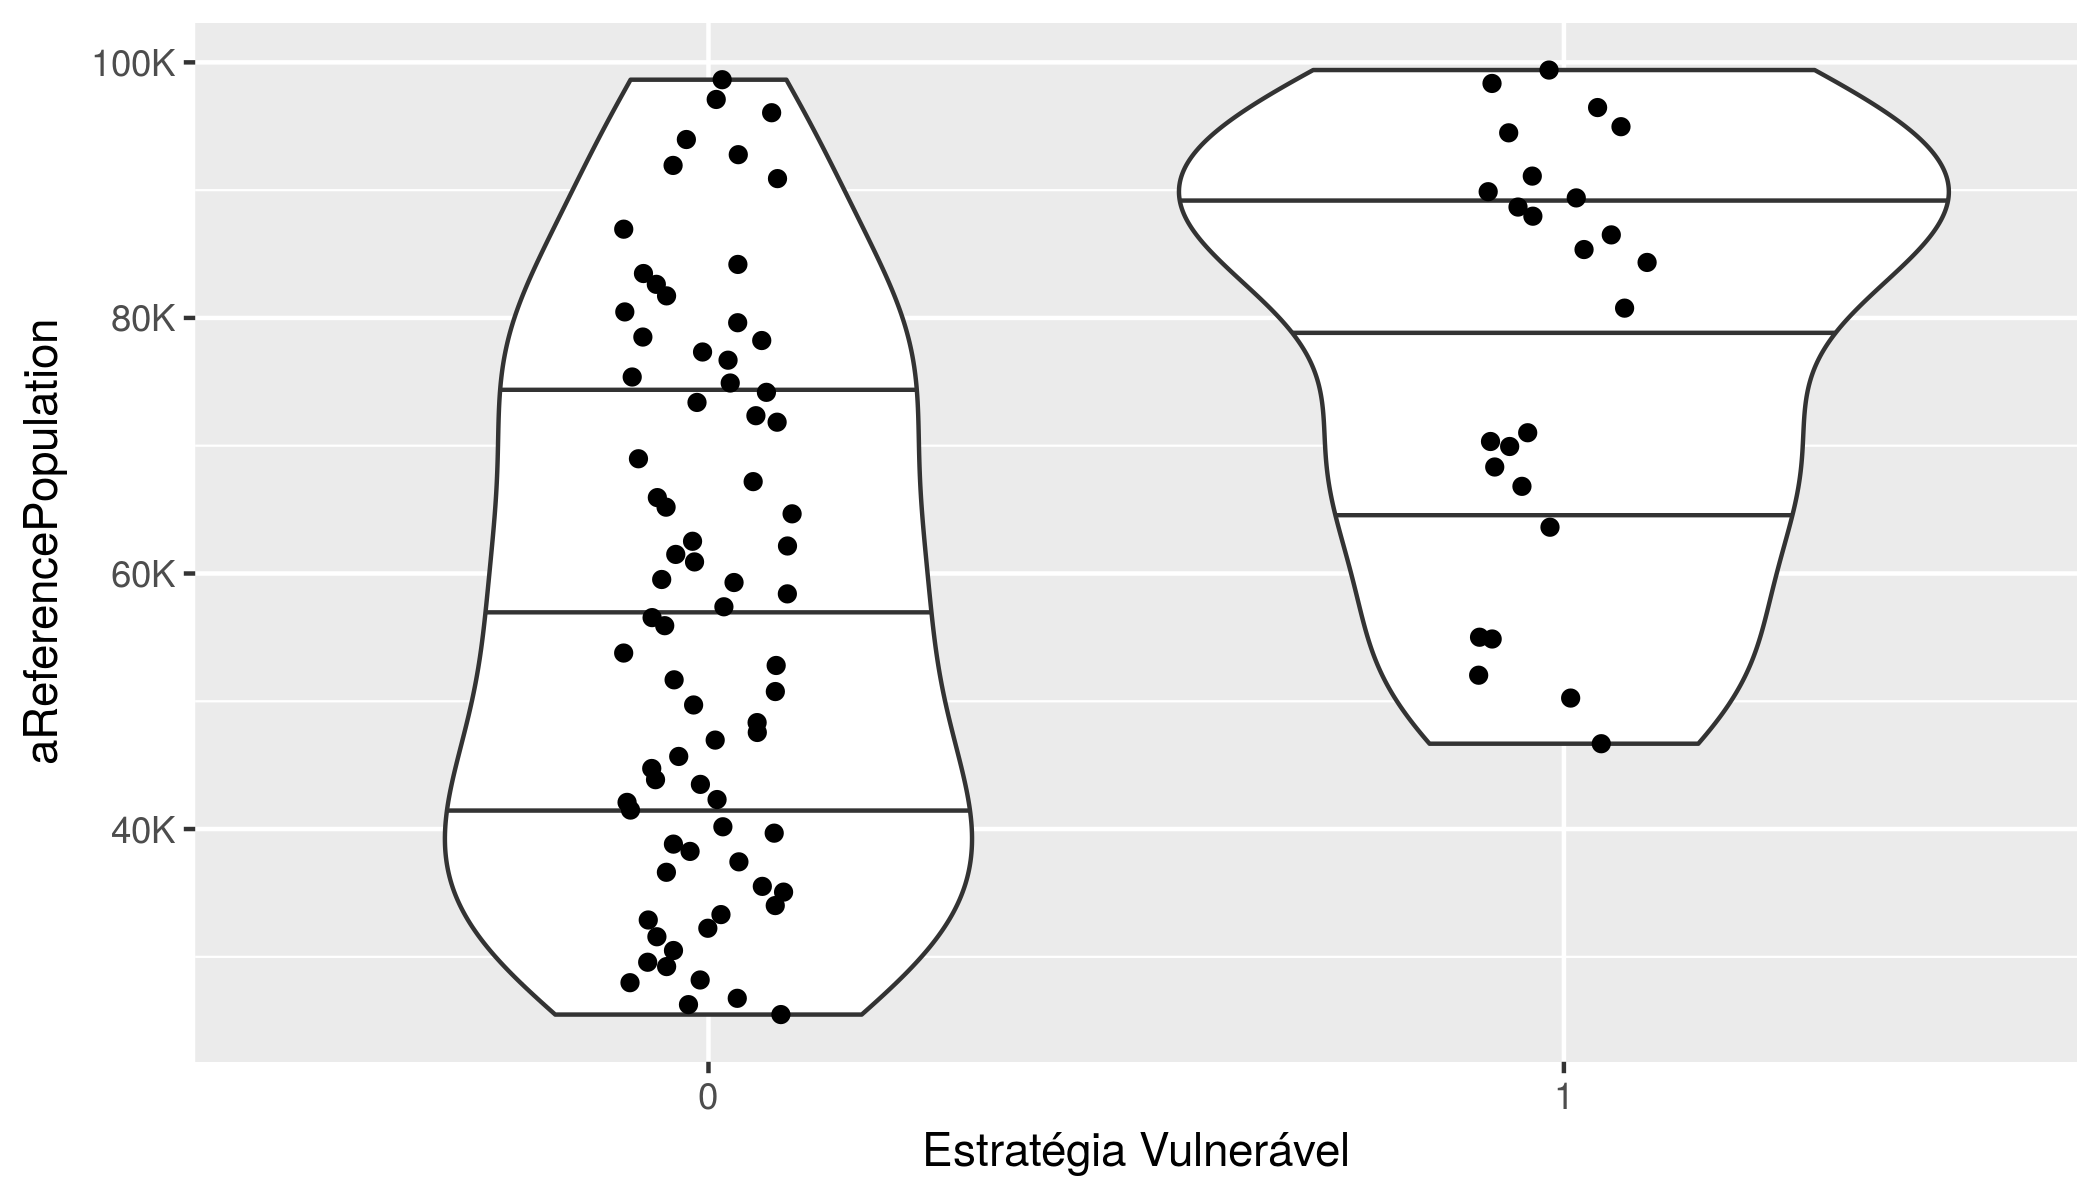 aReferencePopulation
100K
80K
60K
40K
0
1
Estratégia Vulnerável